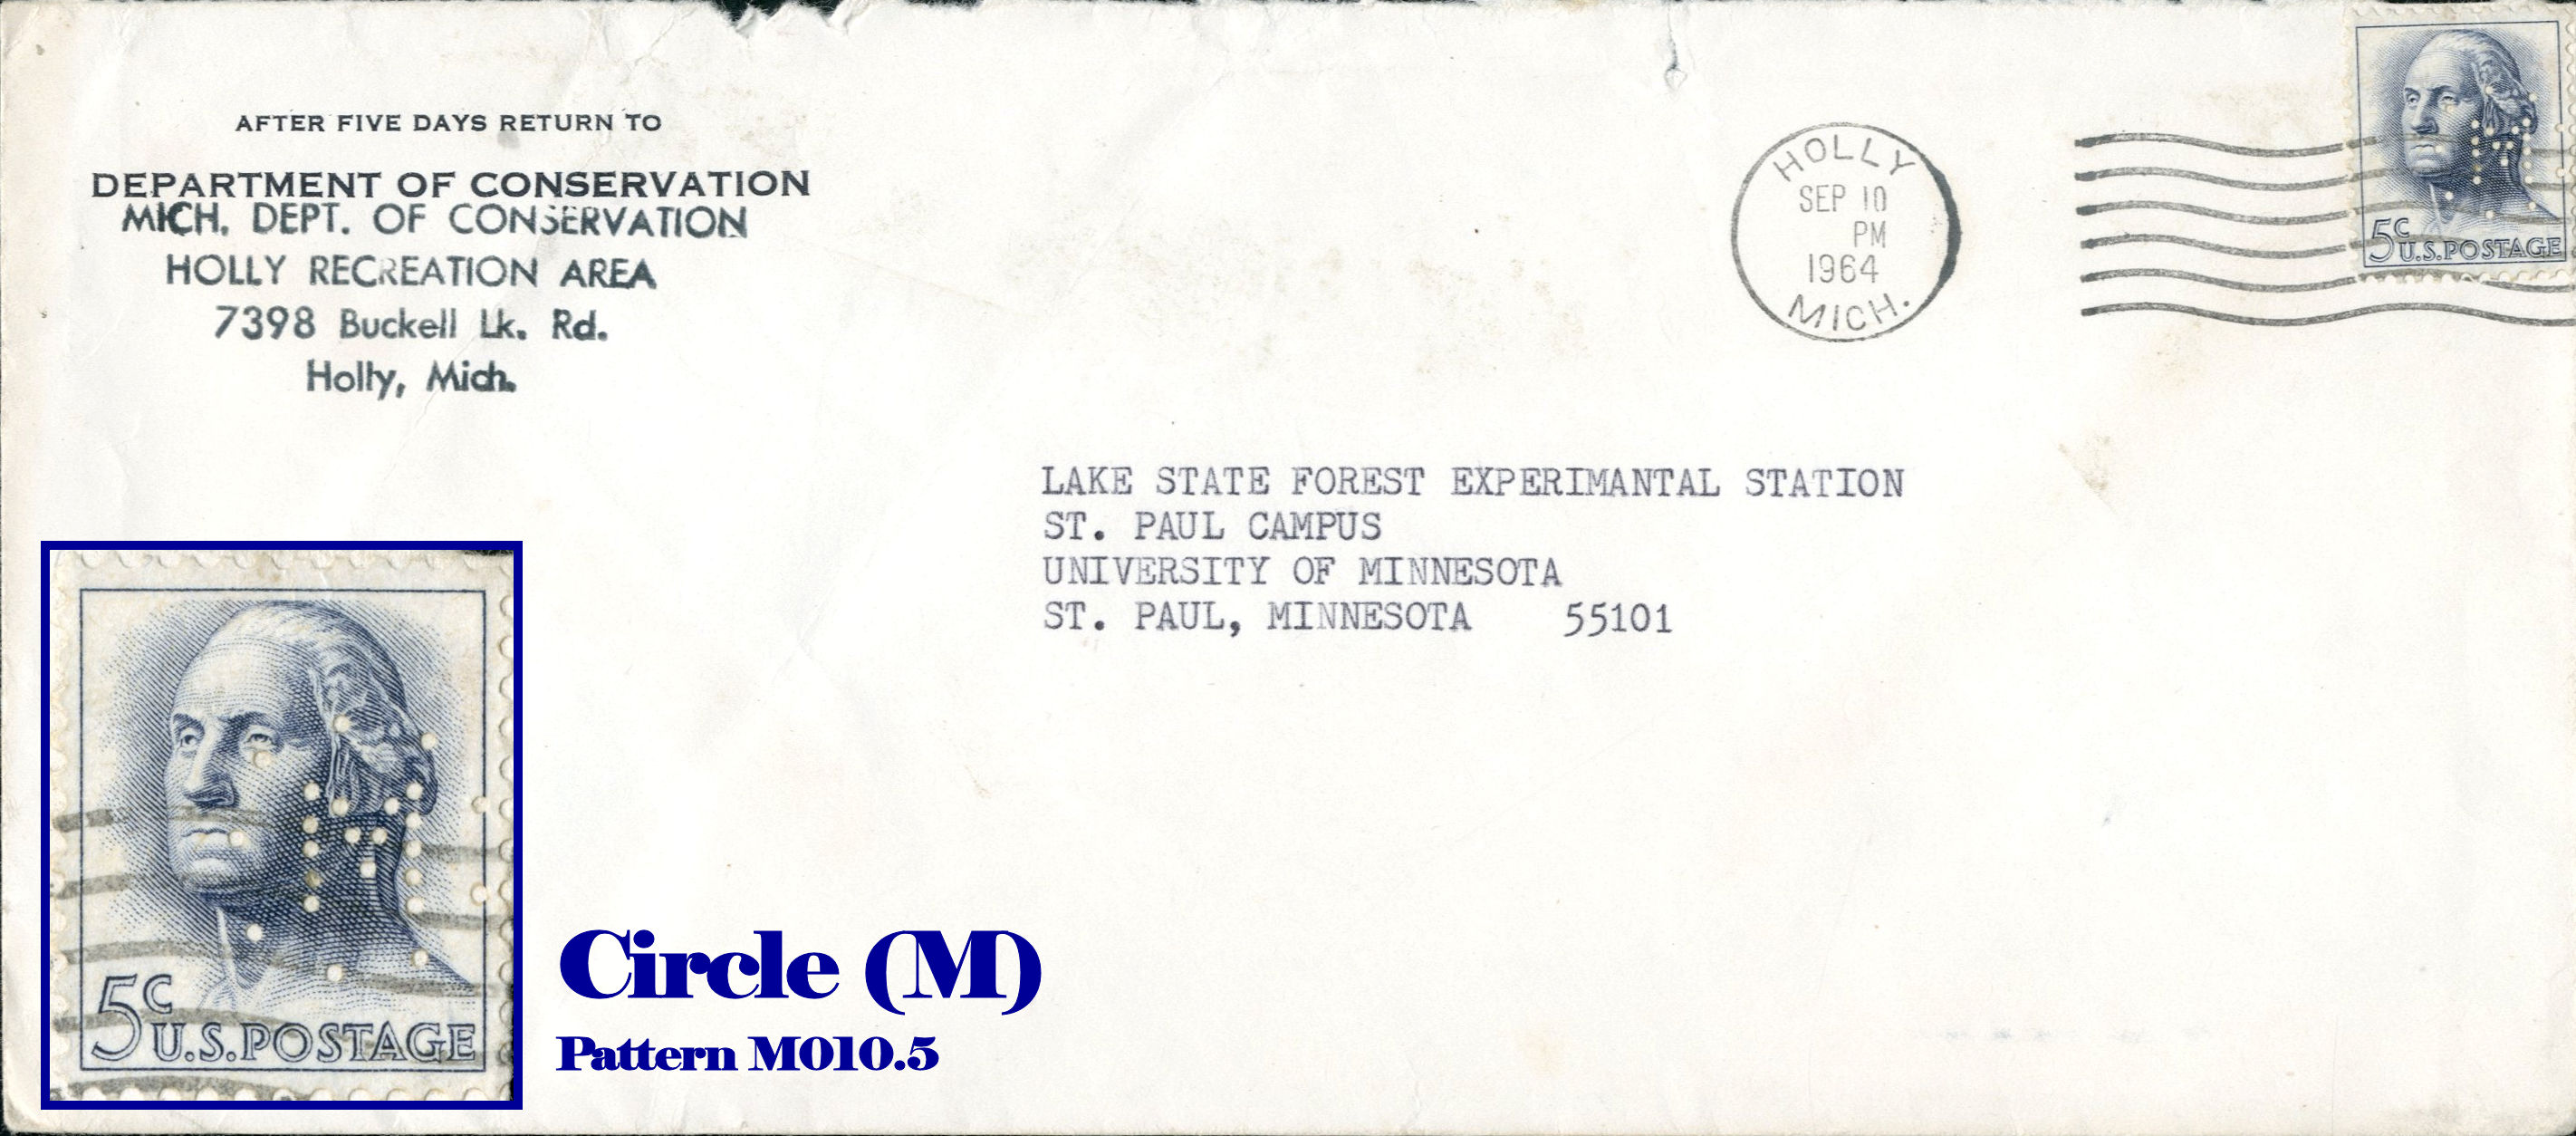 AFTER FIVE DAYS RETURN TO
DEPARTMENT OF CONSERVATION
MICH. DEPT. OF CONSERVATION
HOLLY RECREATION AREA
7398 Buckell Lk. Rd.
Holly, Mich.
HOLLY
SEP 10
PM
1964
MICH.
5c
U.S. POSTAGE
LAKE STATE FOREST EXPERIMANTAL STATION
ST. PAUL CAMPUS
UNIVERSITY OF MINNESOTA
ST. PAUL, MINNESOTA 55101
5c
U.S. POSTAGE
Circle (M)
Pattern M010.5